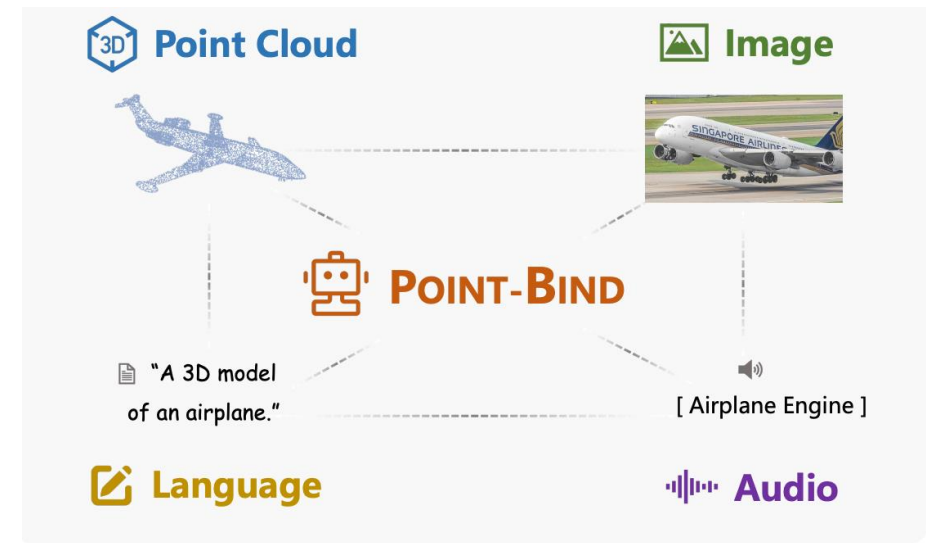 3D Point Cloud
Image
SINGAPORE AIRLINES
POINT-BIND
"A 3D model
of an airplane."
[ Airplane Engine ]
Language
Audio